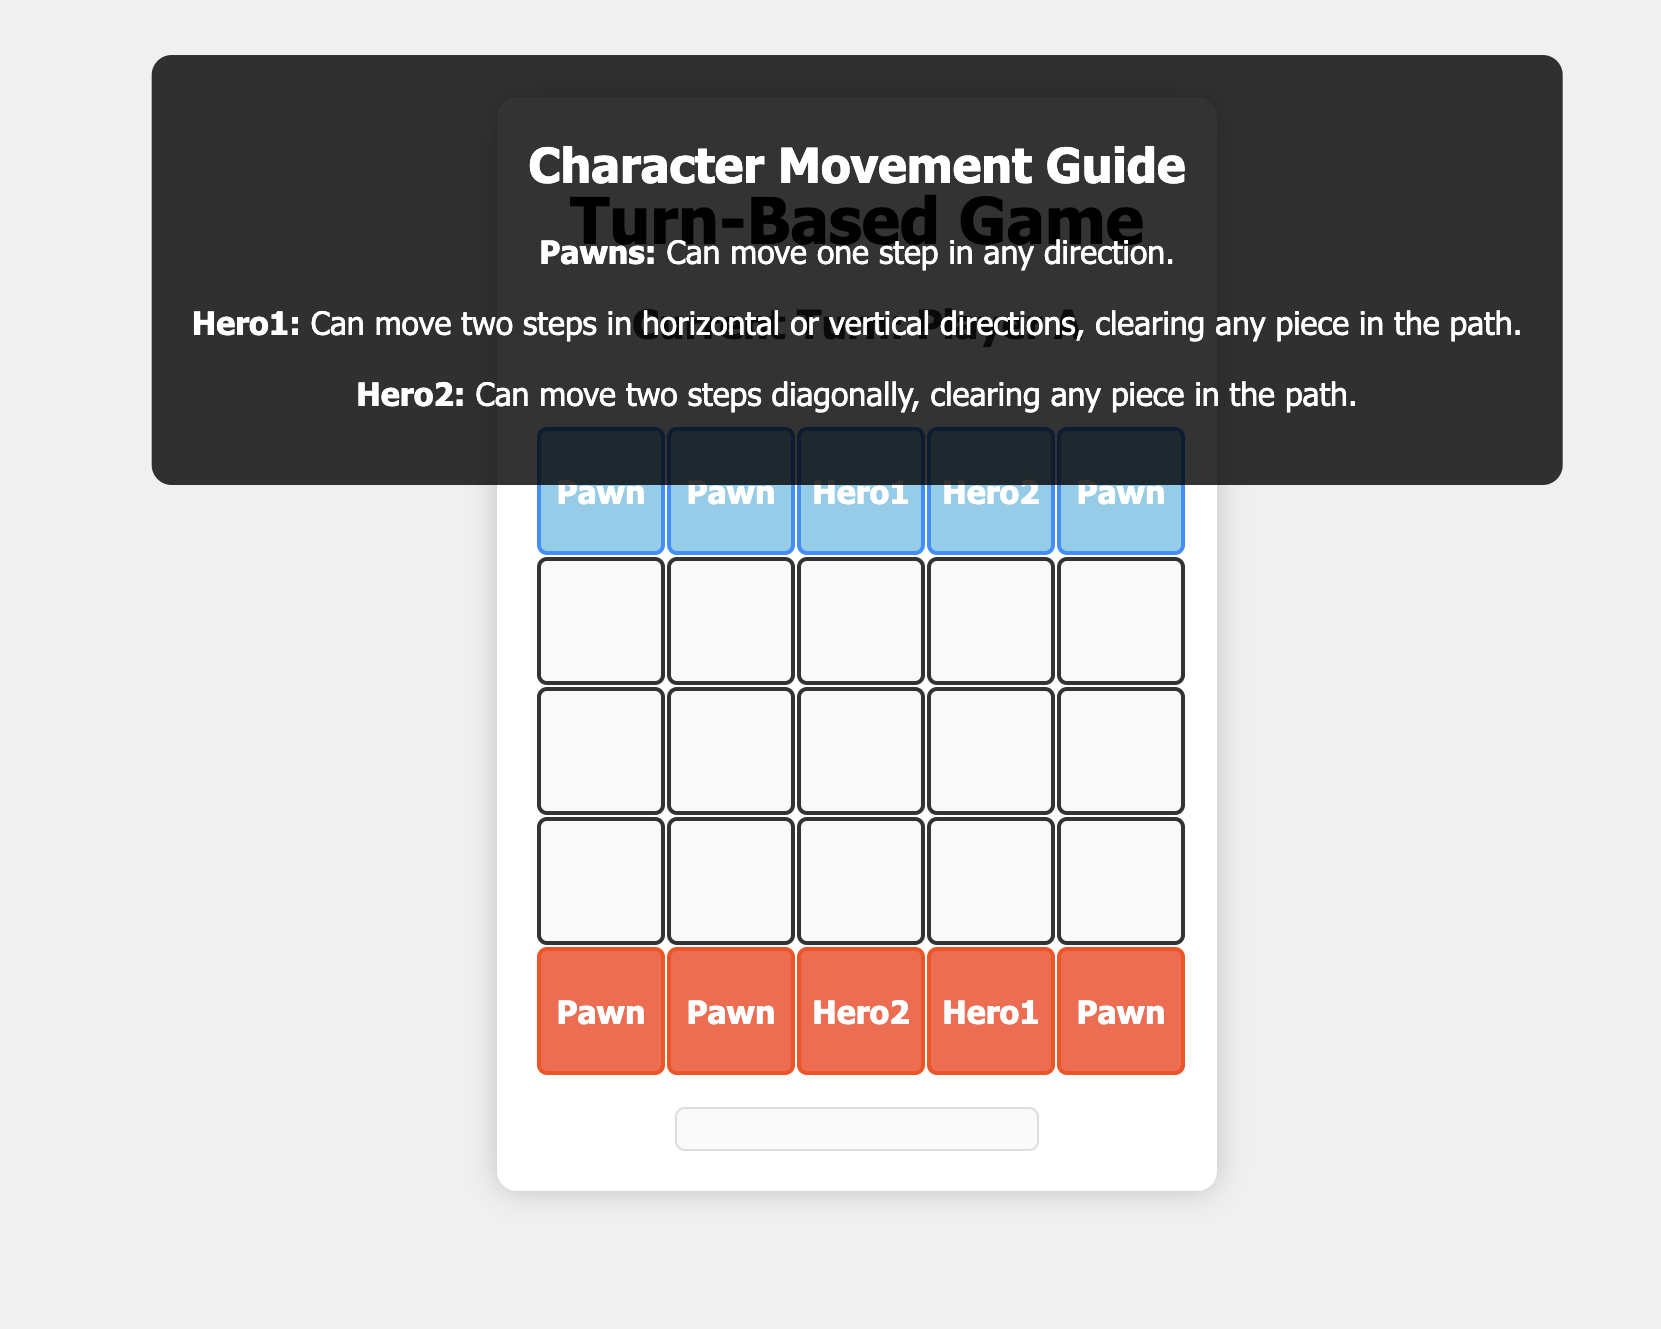 Character Movement Guide
Turn-Based Game
Pawns: Can move one step in any direction.
Hero1: Can move two steps in horizontal or vertical directions, clearing any piece in the path.
Current Turn: Player A
Hero2: Can move two steps diagonally, clearing any piece in the path.
Pawn Pawn Hero1 Hero2 Pawn
Pawn Pawn Hero2 Hero1 Pawn